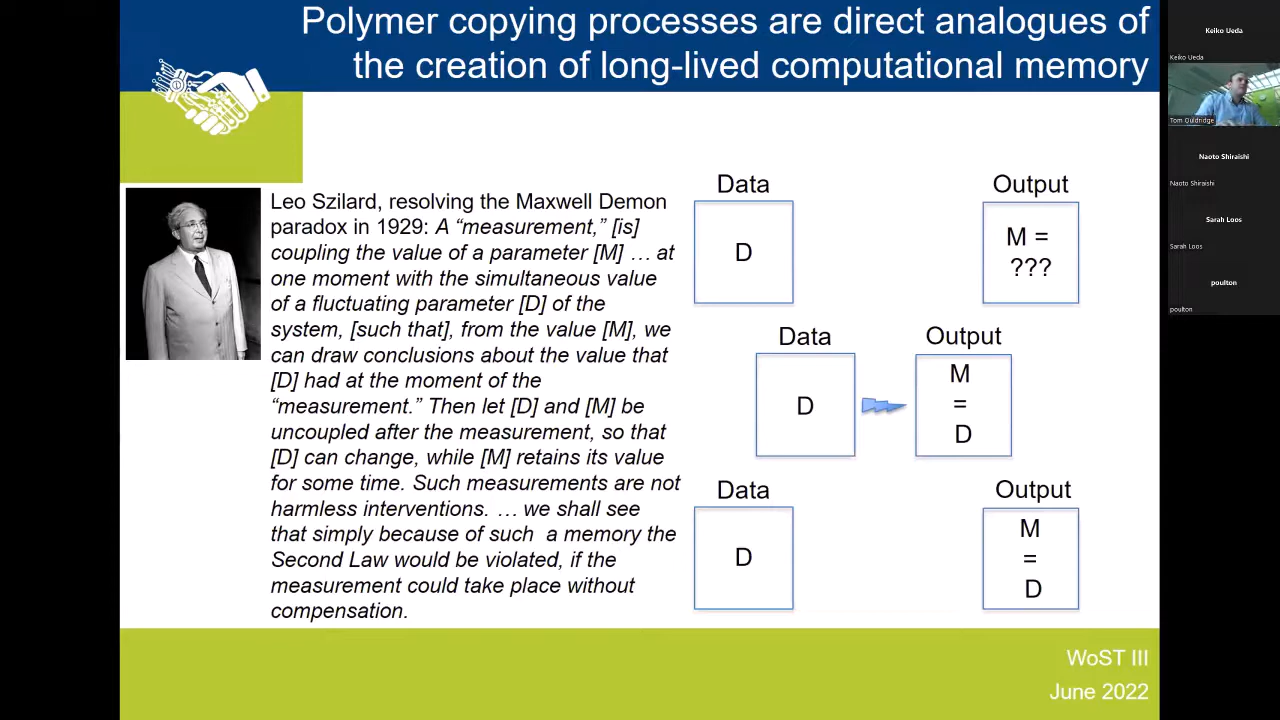 Polymer copying processes are direct analogues of
the creation of long-lived computational memory
Leo Szilard, resolving the Maxwell Demon
paradox in 1929: A “measurement,” [is]
coupling the value of a parameter [M] … at
one moment with the simultaneous value
of a fluctuating parameter [D] of the
system, [such that], from the value [M], we
can draw conclusions about the value that
[D] had at the moment of the
“measurement.” Then let [D] and [M] be
uncoupled after the measurement, so that
[D] can change, while [M] retains its value
for some time. Such measurements are not
harmless interventions. … we shall see
that simply because of such a memory the
Second Law would be violated, if the
measurement could take place without
compensation.
Data
D
Output
M =
???
Data
D
Output
M
=
D
Data
D
Output
M
=
D
WoST III
June 2022
Keiko Ueda
Keiko Ueda
Tom Ouldridge
Naoto Shiraishi
Naoto Shiraishi
Sarah Loos
Sarah Loos
poulton
poulton